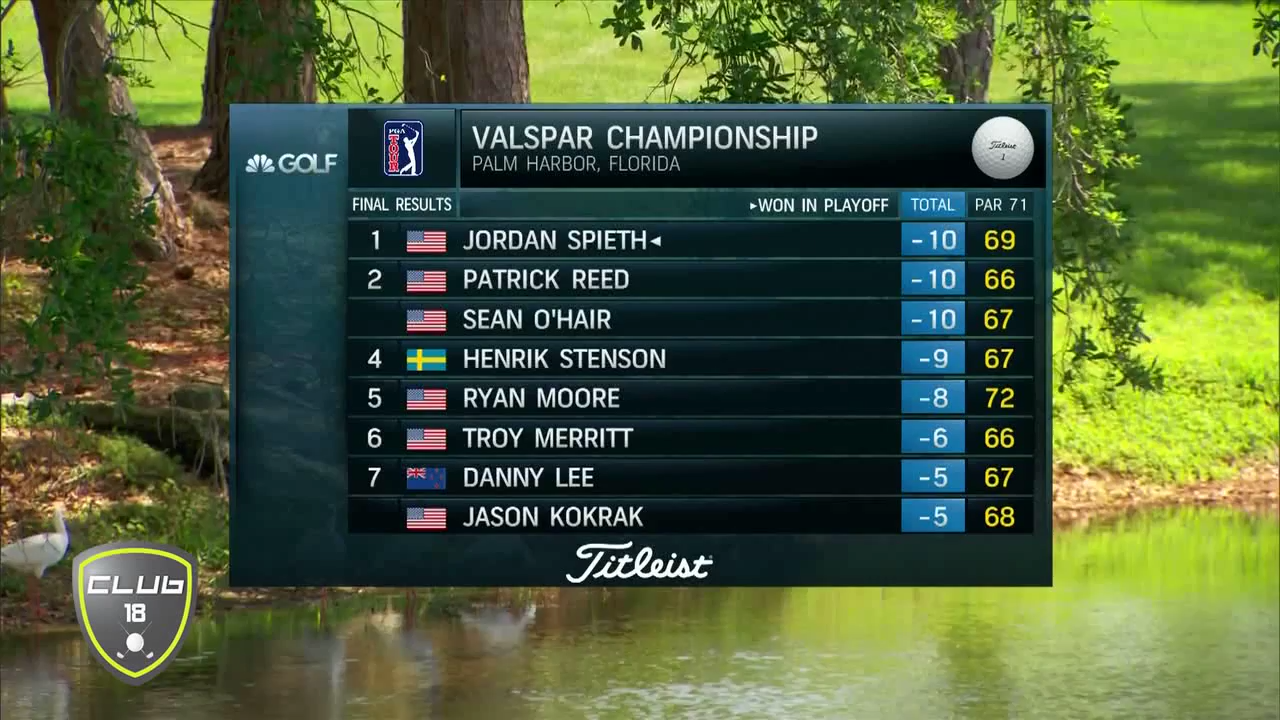 GOLF
PGA TOUR
VALSPAR CHAMPIONSHIP
PALM HARBOR, FLORIDA
Titleist
1
FINAL RESULTS ▸WON IN PLAYOFF TOTAL PAR 71
1 JORDAN SPIETH◂ -10 69
2 PATRICK REED -10 66
SEAN O'HAIR -10 67
4 HENRIK STENSON -9 67
5 RYAN MOORE -8 72
6 TROY MERRITT -6 66
7 DANNY LEE -5 67
JASON KOKRAK -5 68
Titleist
CLUB
18